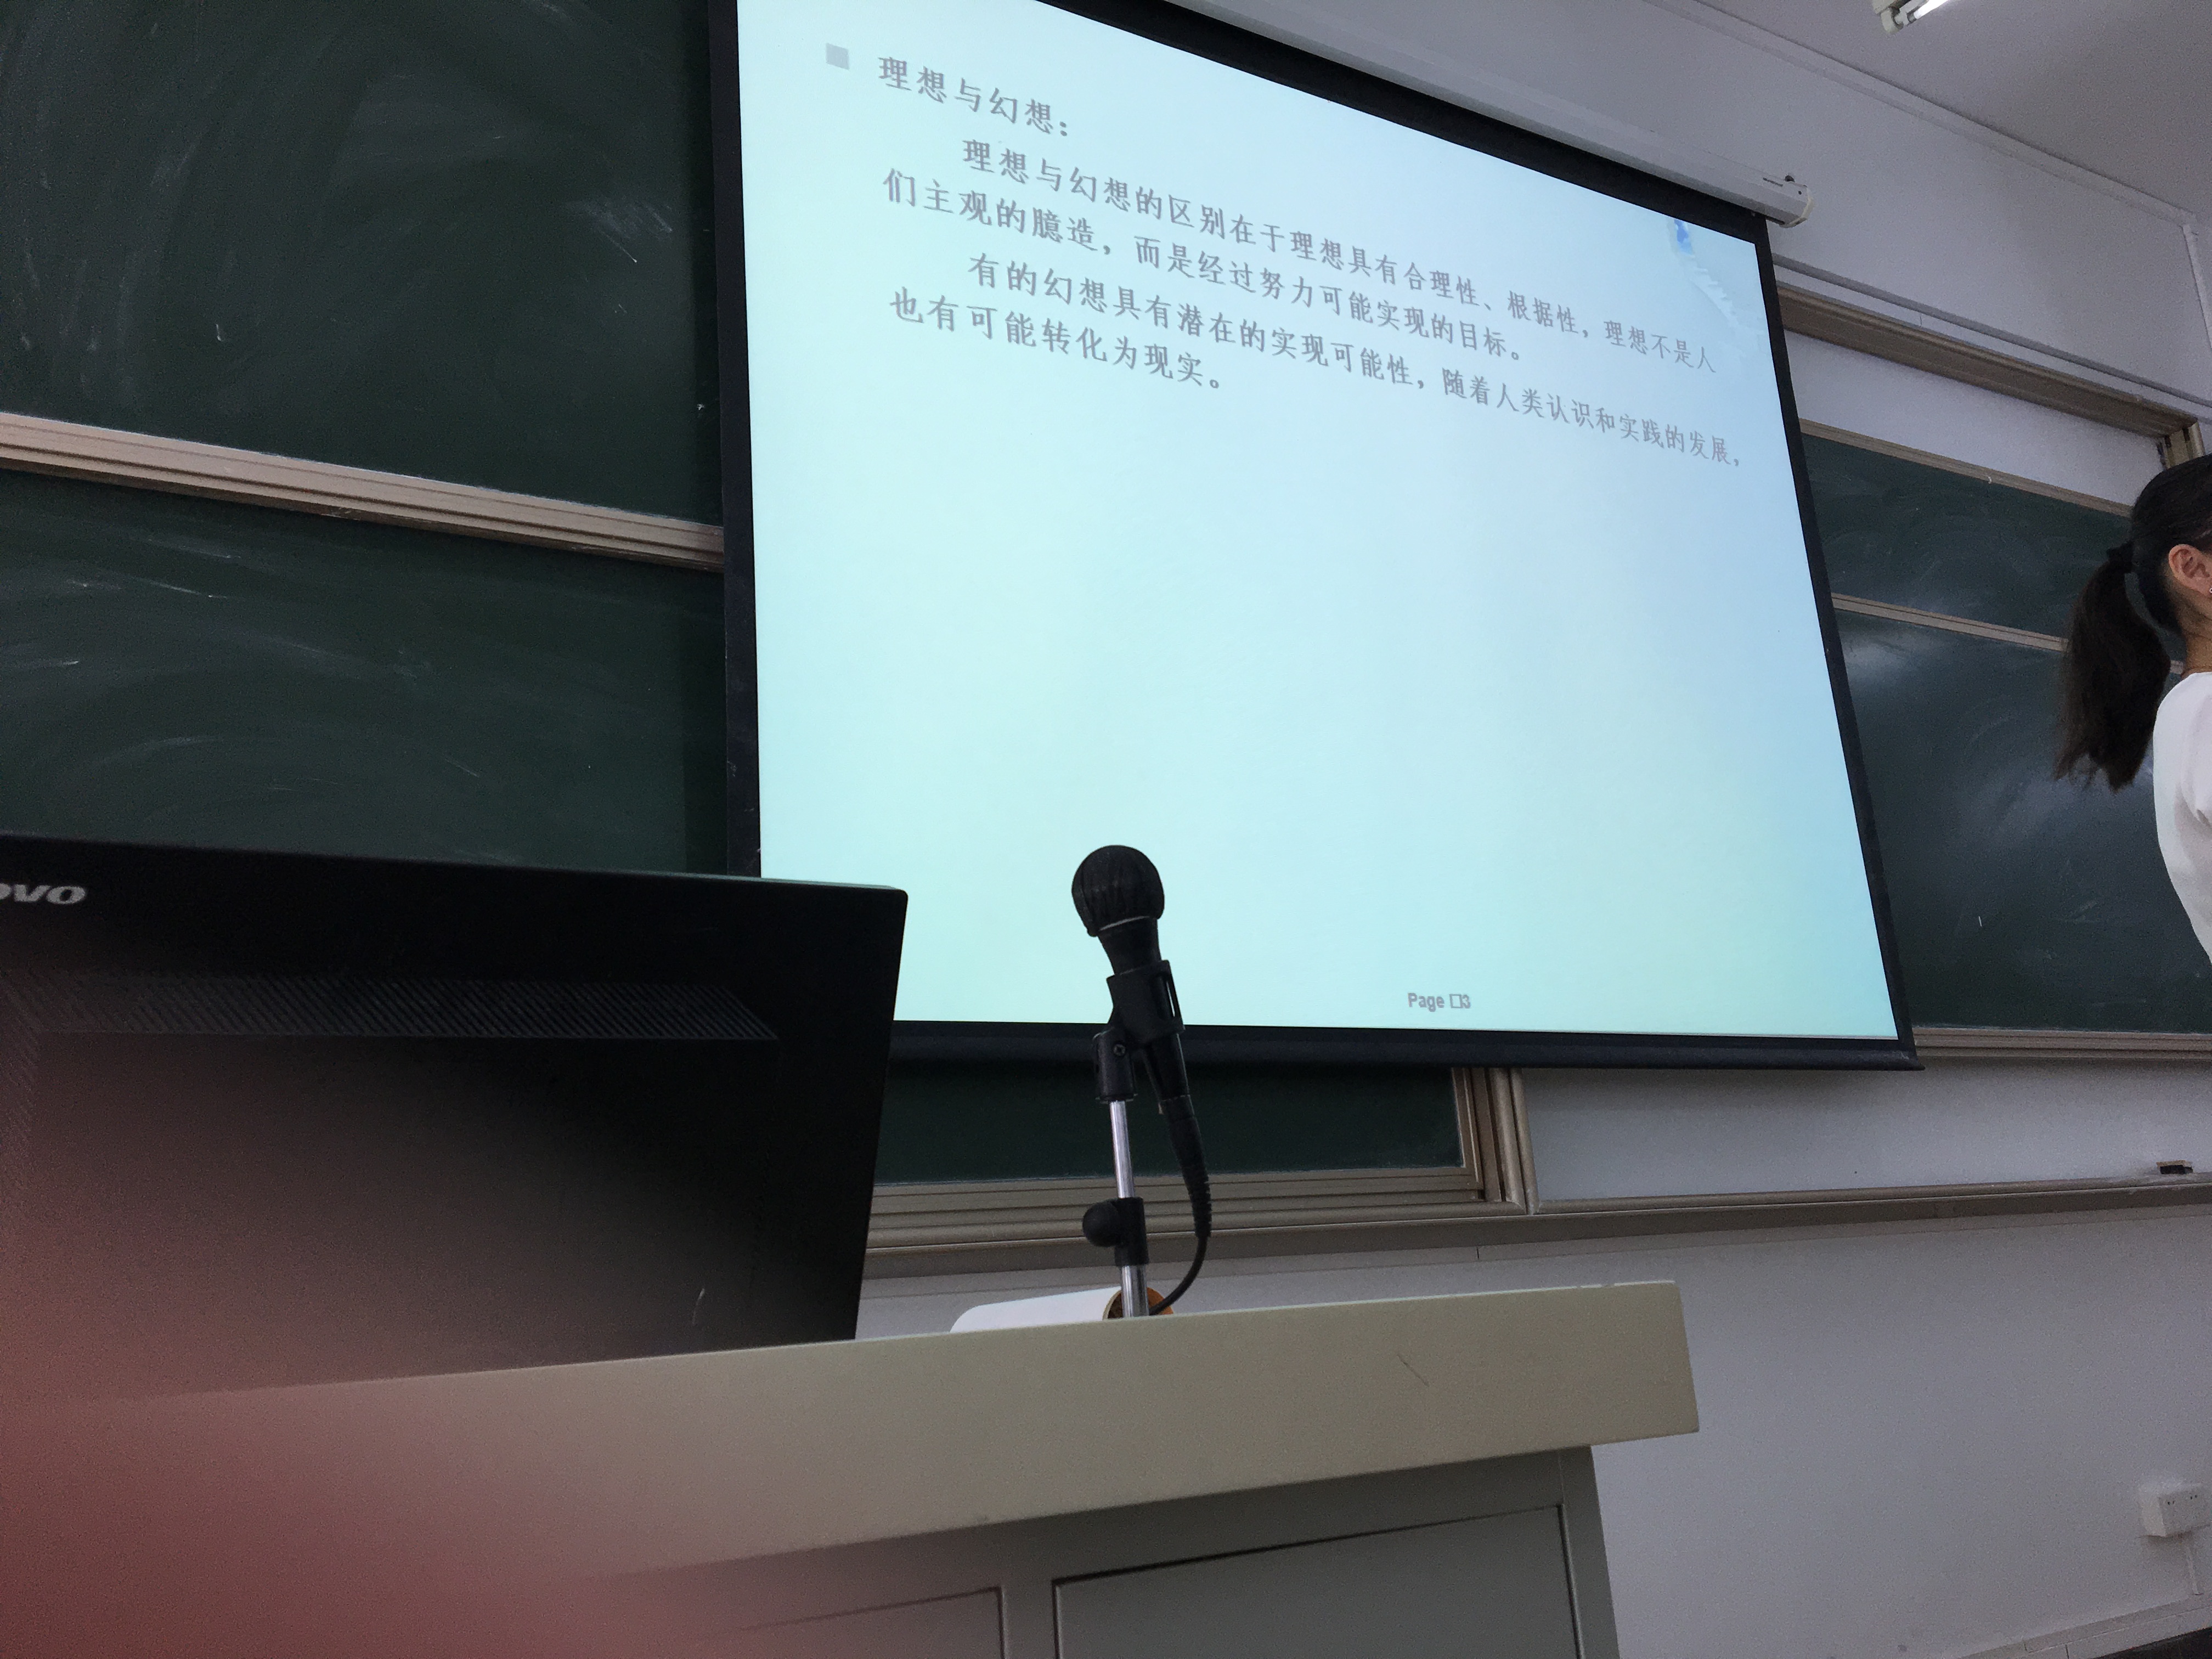 理想与幻想：
理想与幻想的区别在于理想具有合理性、根据性，理想不是人
们主观的臆造，而是经过努力可能实现的目标。
有的幻想具有潜在的实现可能性，随着人类认识和实践的发展，
也有可能转化为现实。
Page □3
ovo